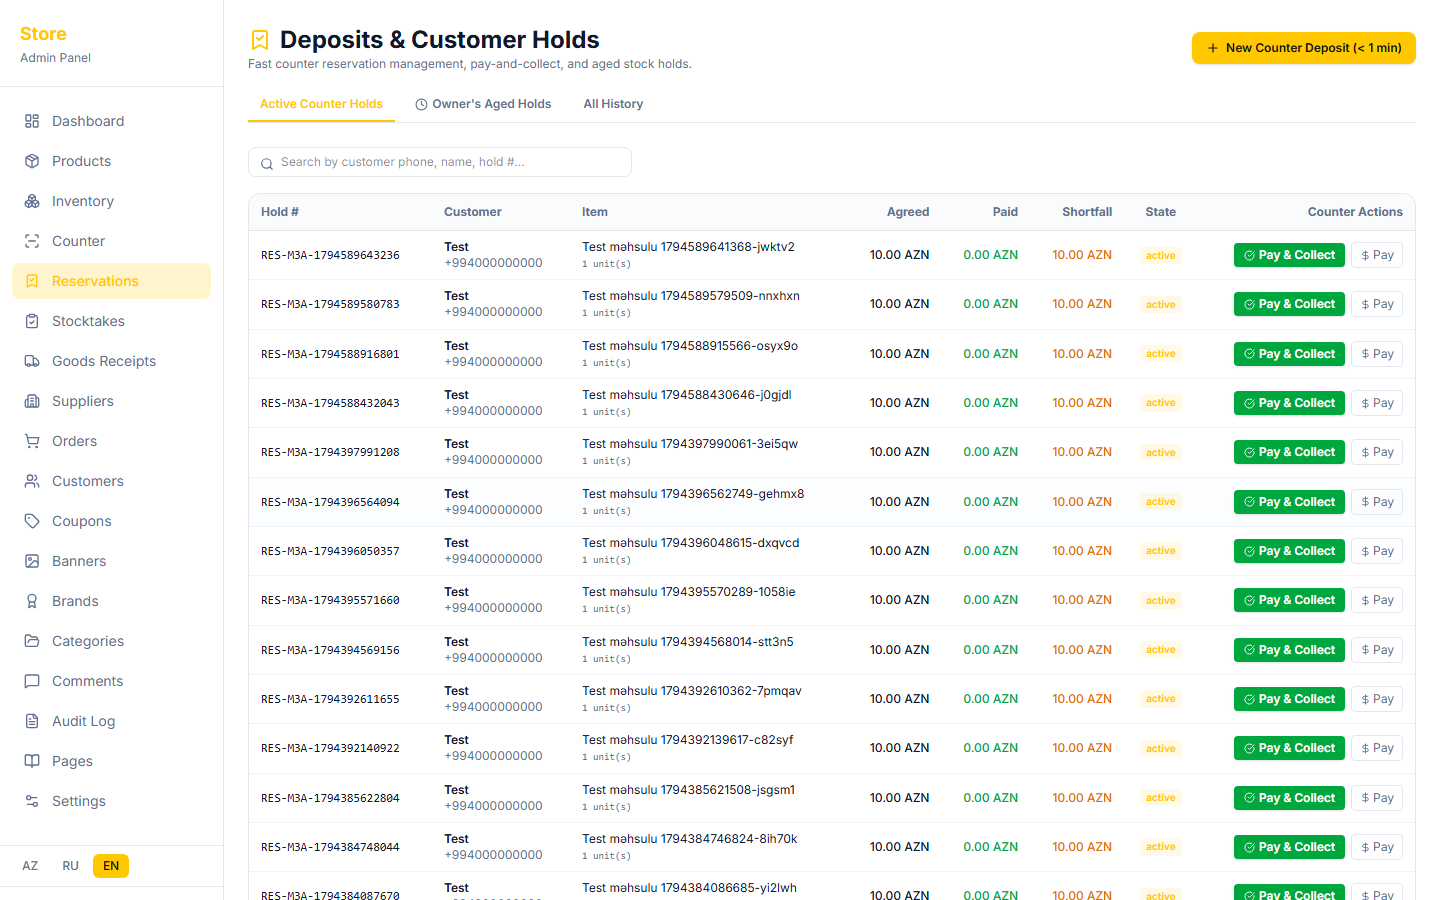 Store
Admin Panel
Dashboard
Products
Inventory
Counter
Reservations
Stocktakes
Goods Receipts
Suppliers
Orders
Customers
Coupons
Banners
Brands
Categories
Comments
Audit Log
Pages
Settings
AZ RU EN
Deposits & Customer Holds
Fast counter reservation management, pay-and-collect, and aged stock holds.
+ New Counter Deposit (< 1 min)
Active Counter Holds Owner's Aged Holds All History
Search by customer phone, name, hold #...
Hold # Customer Item Agreed Paid Shortfall State Counter Actions
RES-M3A-1794589643236 Test +994000000000 Test məhsulu 1794589641368-jwktv2 1 unit(s) 10.00 AZN 0.00 AZN 10.00 AZN active Pay & Collect $ Pay
RES-M3A-1794589580783 Test +994000000000 Test məhsulu 1794589579509-nnxhxn 1 unit(s) 10.00 AZN 0.00 AZN 10.00 AZN active Pay & Collect $ Pay
RES-M3A-1794588916801 Test +994000000000 Test məhsulu 1794588915566-osyx9o 1 unit(s) 10.00 AZN 0.00 AZN 10.00 AZN active Pay & Collect $ Pay
RES-M3A-1794588432043 Test +994000000000 Test məhsulu 1794588430646-j0gjdl 1 unit(s) 10.00 AZN 0.00 AZN 10.00 AZN active Pay & Collect $ Pay
RES-M3A-1794397991208 Test +994000000000 Test məhsulu 1794397990061-3ei5qw 1 unit(s) 10.00 AZN 0.00 AZN 10.00 AZN active Pay & Collect $ Pay
RES-M3A-1794396564094 Test +994000000000 Test məhsulu 1794396562749-gehmx8 1 unit(s) 10.00 AZN 0.00 AZN 10.00 AZN active Pay & Collect $ Pay
RES-M3A-1794396050357 Test +994000000000 Test məhsulu 1794396048615-dxqvcd 1 unit(s) 10.00 AZN 0.00 AZN 10.00 AZN active Pay & Collect $ Pay
RES-M3A-1794395571660 Test +994000000000 Test məhsulu 1794395570289-1058ie 1 unit(s) 10.00 AZN 0.00 AZN 10.00 AZN active Pay & Collect $ Pay
RES-M3A-1794394569156 Test +994000000000 Test məhsulu 1794394568014-stt3n5 1 unit(s) 10.00 AZN 0.00 AZN 10.00 AZN active Pay & Collect $ Pay
RES-M3A-1794392611655 Test +994000000000 Test məhsulu 1794392610362-7pmqav 1 unit(s) 10.00 AZN 0.00 AZN 10.00 AZN active Pay & Collect $ Pay
RES-M3A-1794392140922 Test +994000000000 Test məhsulu 1794392139617-c82syf 1 unit(s) 10.00 AZN 0.00 AZN 10.00 AZN active Pay & Collect $ Pay
RES-M3A-1794385622804 Test +994000000000 Test məhsulu 1794385621508-jsgsm1 1 unit(s) 10.00 AZN 0.00 AZN 10.00 AZN active Pay & Collect $ Pay
RES-M3A-1794384748044 Test +994000000000 Test məhsulu 1794384746824-8ih70k 1 unit(s) 10.00 AZN 0.00 AZN 10.00 AZN active Pay & Collect $ Pay
RES-M3A-1794384087670 Test Test məhsulu 1794384086685-yi2lwh 10.00 AZN 0.00 AZN 10.00 AZN active Pay & Collect $ Pay